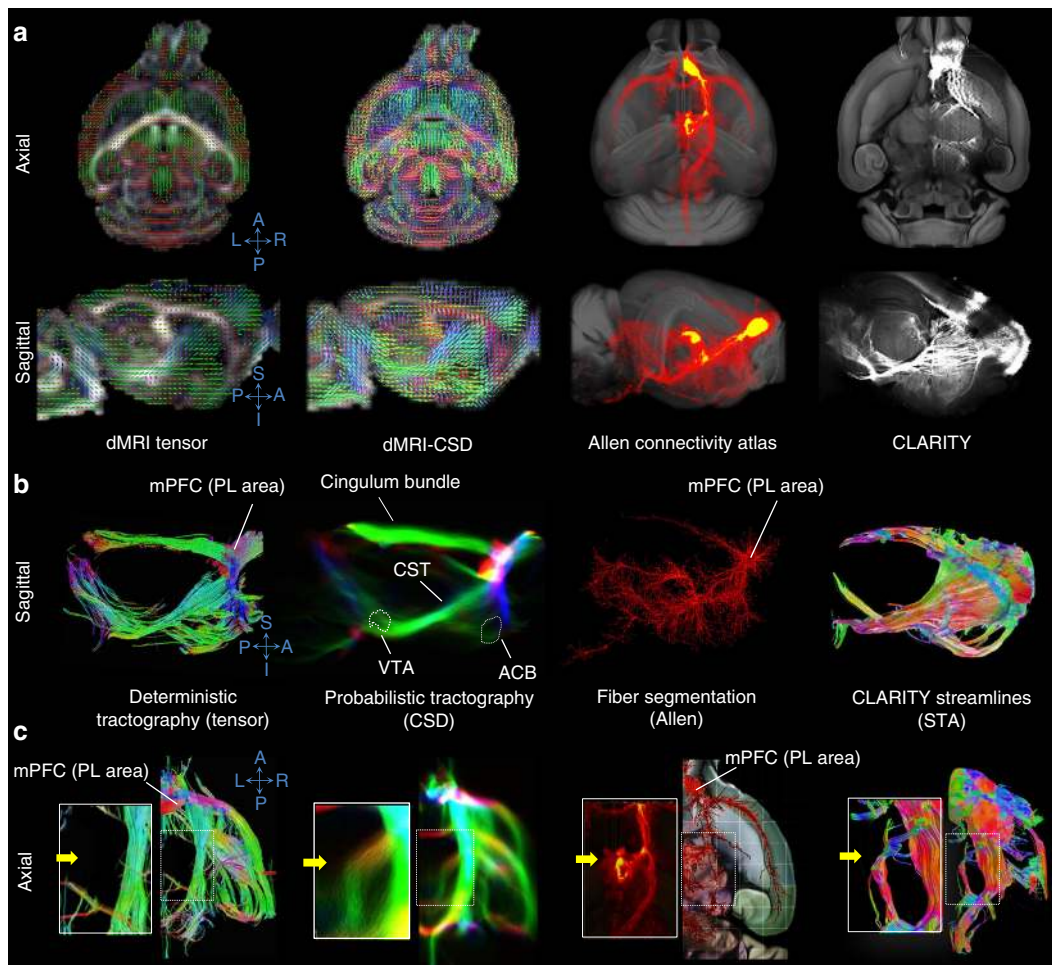 a
Axial
A
L R
P
Sagittal
S
P A
I
dMRI tensor
dMRI-CSD
Allen connectivity atlas
CLARITY
b
mPFC (PL area)
Cingulum bundle
mPFC (PL area)
Sagittal
CST
S
P A
I
VTA
ACB
Deterministic
tractography (tensor)
Probabilistic tractography
(CSD)
Fiber segmentation
(Allen)
CLARITY streamlines
(STA)
c
mPFC (PL area)
A
L R
P
mPFC (PL area)
Axial